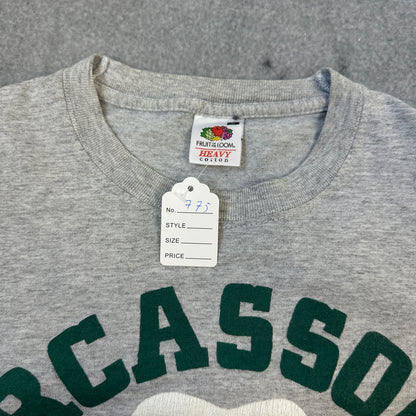 FRUIT OF THE LOOM®
HEAVY
cotton
No. 775
STYLE
SIZE
PRICE
RCASSO